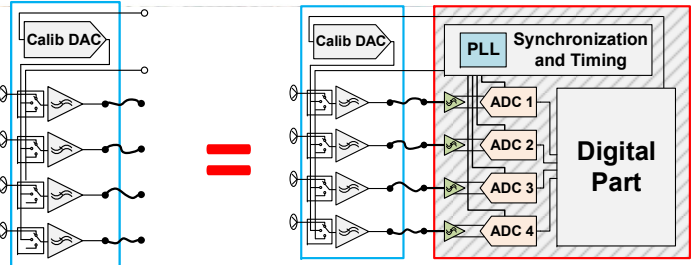 Calib DAC
Calib DAC
PLL
Synchronization
and Timing
ADC 1
ADC 2
ADC 3
ADC 4
Digital
Part